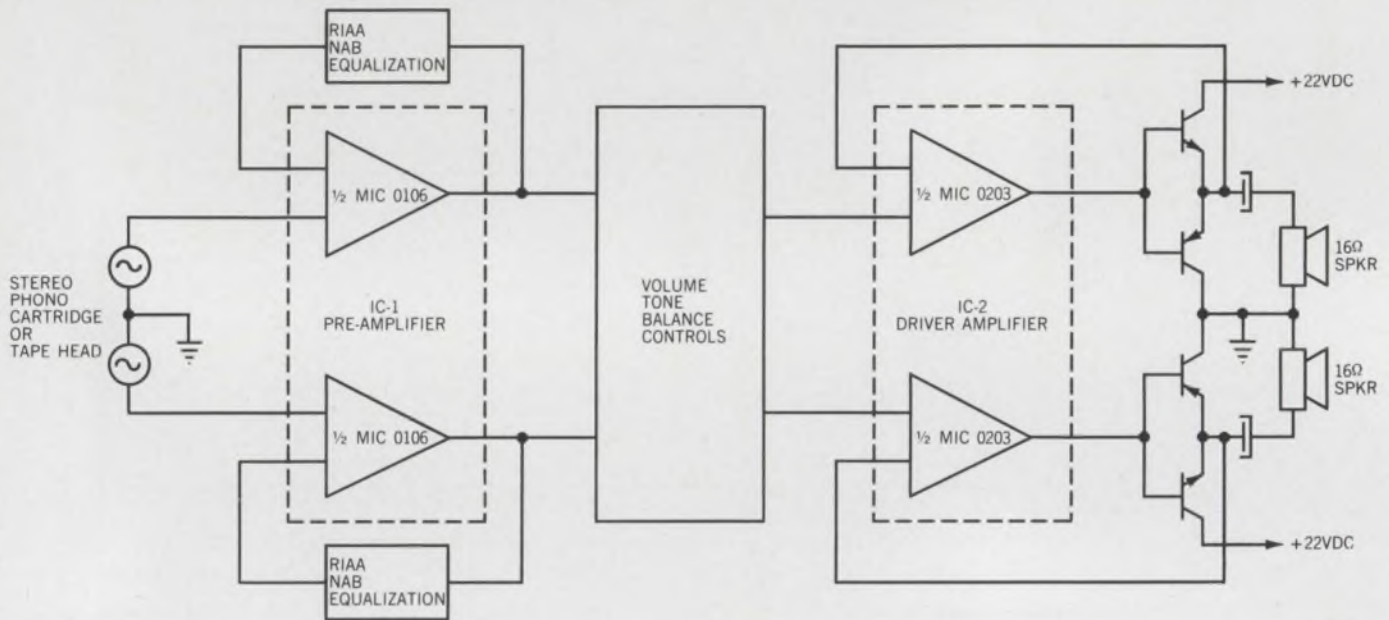 RIAA
NAB
EQUALIZATION
+22VDC
½ MIC 0106
½ MIC 0203
16Ω
SPKR
STEREO
PHONO
CARTRIDGE
OR
TAPE HEAD
IC-1
PRE-AMPLIFIER
VOLUME
TONE
BALANCE
CONTROLS
IC-2
DRIVER AMPLIFIER
16Ω
SPKR
½ MIC 0106
½ MIC 0203
+22VDC
RIAA
NAB
EQUALIZATION